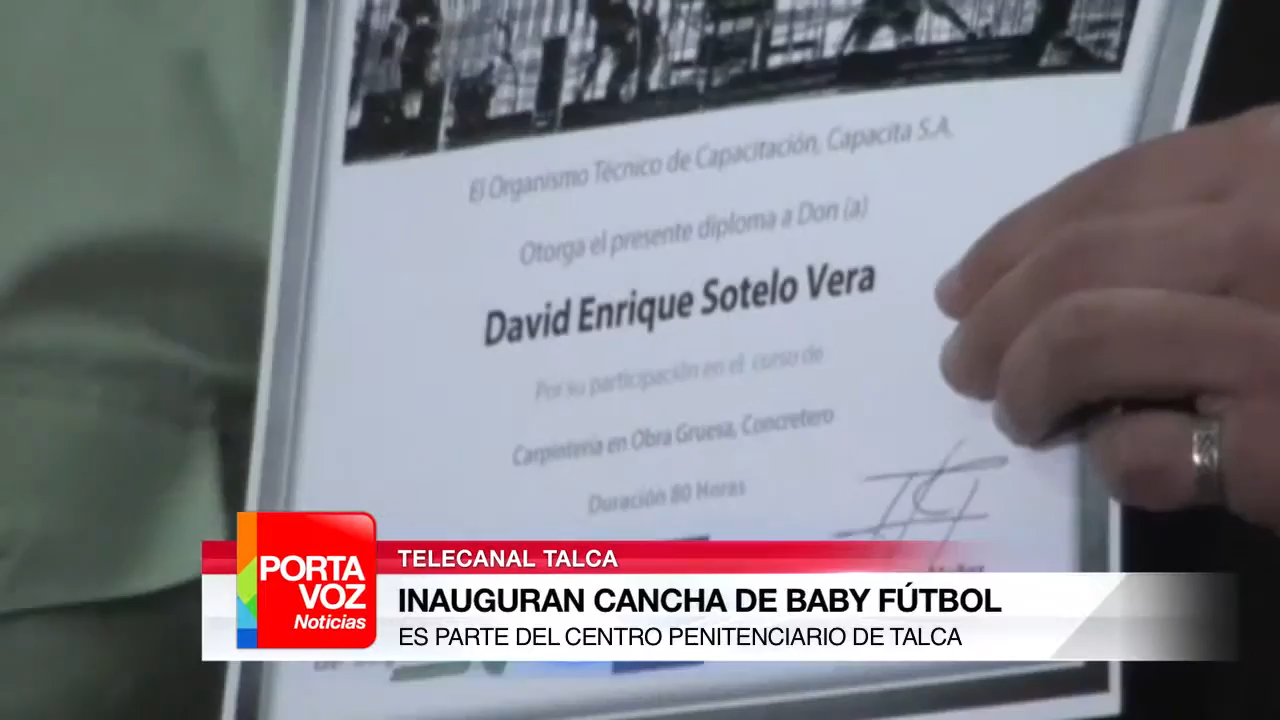 El Organismo Técnico de Capacitación, Capacita S.A.
Otorga el presente diploma a Don (a)
David Enrique Sotelo Vera
Por su participación en el curso de
Carpintería en Obra Gruesa, Concretero
Duración 80 Horas
PORTA
VOZ
Noticias
TELECANAL TALCA
INAUGURAN CANCHA DE BABY FÚTBOL
ES PARTE DEL CENTRO PENITENCIARIO DE TALCA